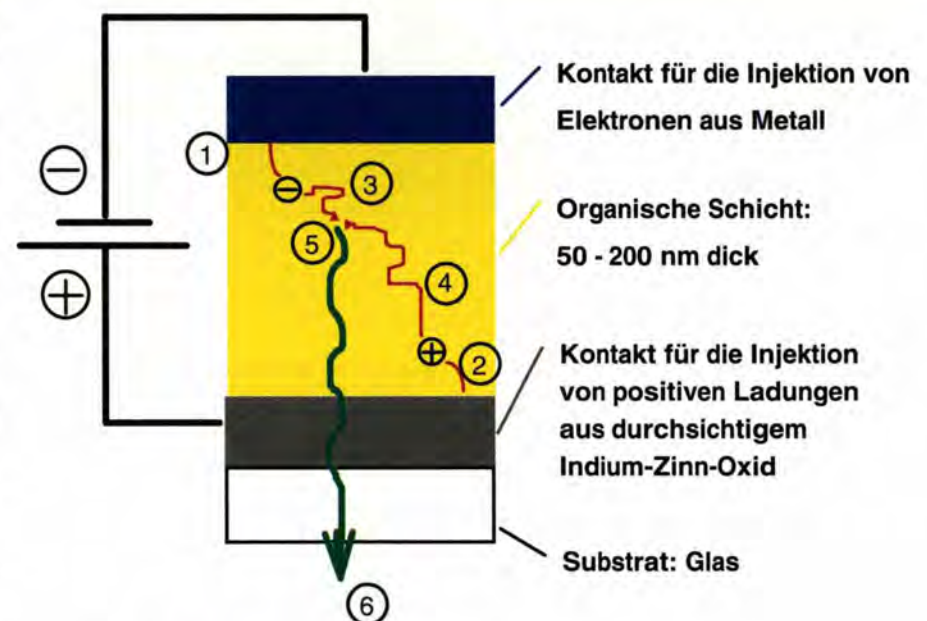 Kontakt für die Injektion von
Elektronen aus Metall
1
3
Organische Schicht:
50 - 200 nm dick
5
4
2
Kontakt für die Injektion
von positiven Ladungen
aus durchsichtigem
Indium-Zinn-Oxid
Substrat: Glas
6